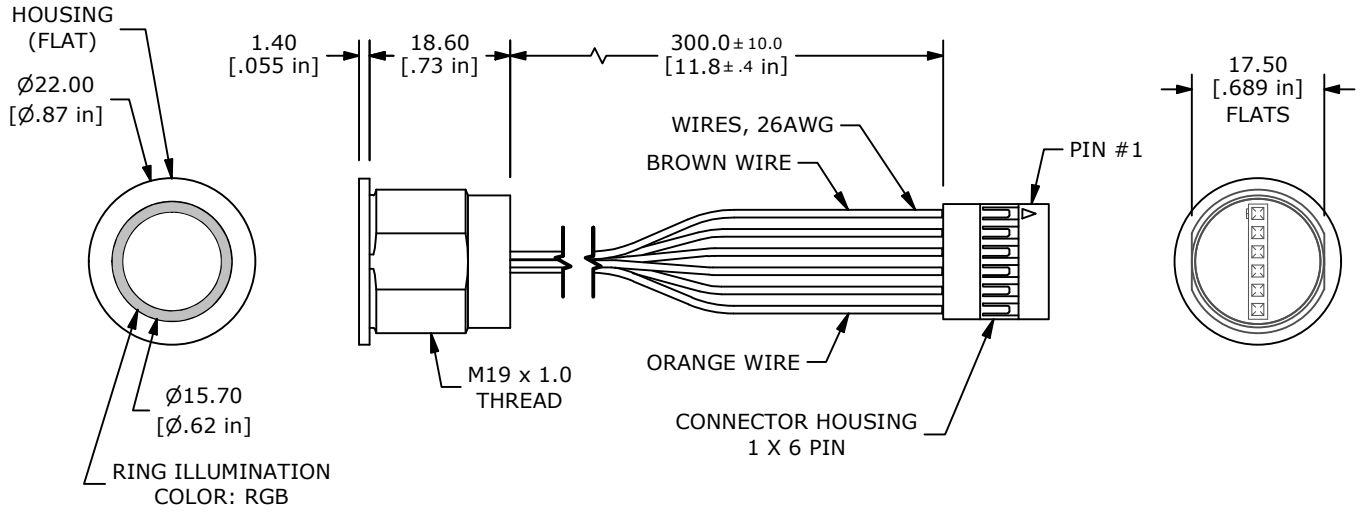 HOUSING
(FLAT)
Ø22.00
[Ø.87 in]
1.40
[.055 in]
18.60
[.73 in]
300.0 ± 10.0
[11.8 ± .4 in]
17.50
[.689 in]
FLATS
WIRES, 26AWG
BROWN WIRE
PIN #1
ORANGE WIRE
M19 x 1.0
THREAD
CONNECTOR HOUSING
1 X 6 PIN
Ø15.70
[Ø.62 in]
RING ILLUMINATION
COLOR: RGB